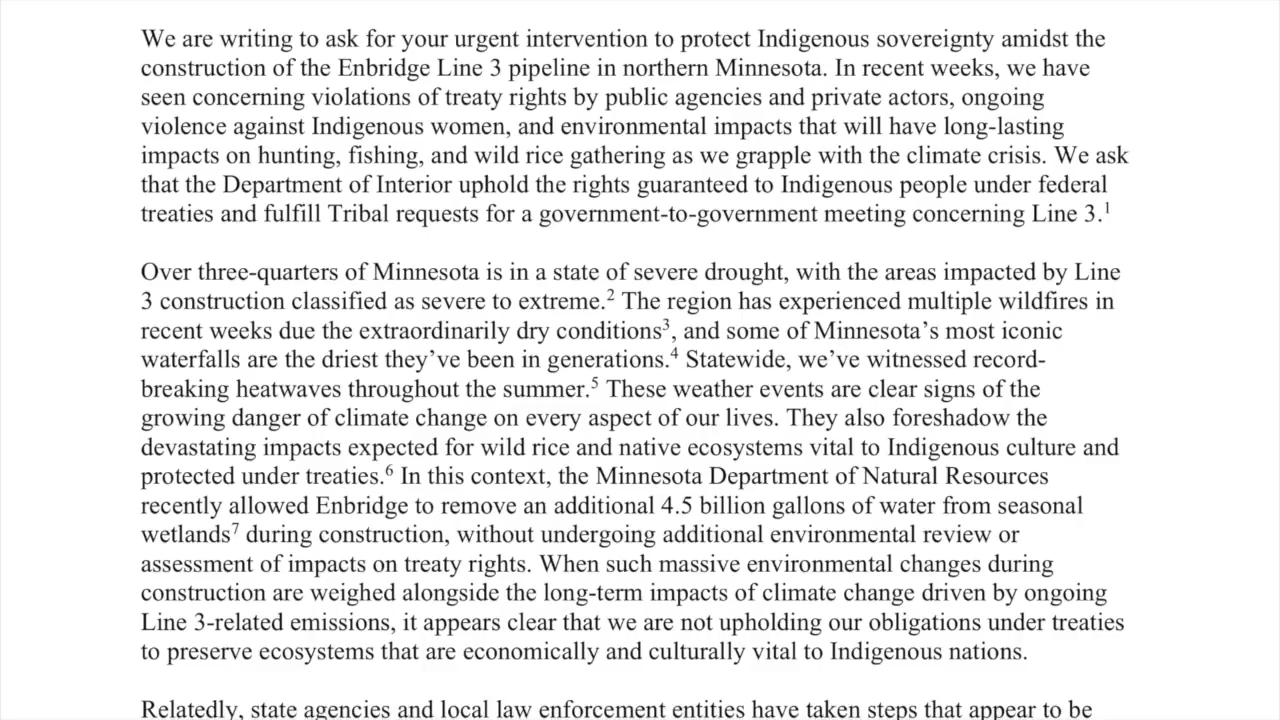 We are writing to ask for your urgent intervention to protect Indigenous sovereignty amidst the
construction of the Enbridge Line 3 pipeline in northern Minnesota. In recent weeks, we have
seen concerning violations of treaty rights by public agencies and private actors, ongoing
violence against Indigenous women, and environmental impacts that will have long-lasting
impacts on hunting, fishing, and wild rice gathering as we grapple with the climate crisis. We ask
that the Department of Interior uphold the rights guaranteed to Indigenous people under federal
treaties and fulfill Tribal requests for a government-to-government meeting concerning Line 3.¹
Over three-quarters of Minnesota is in a state of severe drought, with the areas impacted by Line
3 construction classified as severe to extreme.² The region has experienced multiple wildfires in
recent weeks due the extraordinarily dry conditions³, and some of Minnesota’s most iconic
waterfalls are the driest they’ve been in generations.⁴ Statewide, we’ve witnessed record-
breaking heatwaves throughout the summer.⁵ These weather events are clear signs of the
growing danger of climate change on every aspect of our lives. They also foreshadow the
devastating impacts expected for wild rice and native ecosystems vital to Indigenous culture and
protected under treaties.⁶ In this context, the Minnesota Department of Natural Resources
recently allowed Enbridge to remove an additional 4.5 billion gallons of water from seasonal
wetlands⁷ during construction, without undergoing additional environmental review or
assessment of impacts on treaty rights. When such massive environmental changes during
construction are weighed alongside the long-term impacts of climate change driven by ongoing
Line 3-related emissions, it appears clear that we are not upholding our obligations under treaties
to preserve ecosystems that are economically and culturally vital to Indigenous nations.
Relatedly, state agencies and local law enforcement entities have taken steps that appear to be